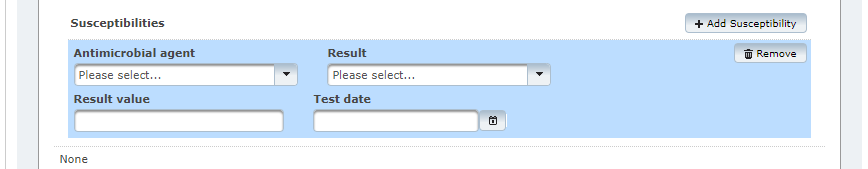 Susceptibilities
+ Add Susceptibility
Antimicrobial agent
Result
Remove
Please select...
Please select...
Result value
Test date
None